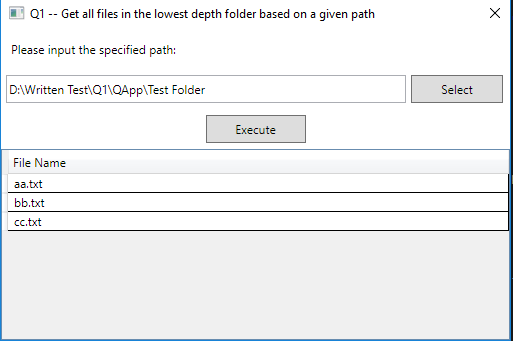 Q1 -- Get all files in the lowest depth folder based on a given path
Please input the specified path:
D:\Written Test\Q1\QApp\Test Folder
Select
Execute
File Name
aa.txt
bb.txt
cc.txt